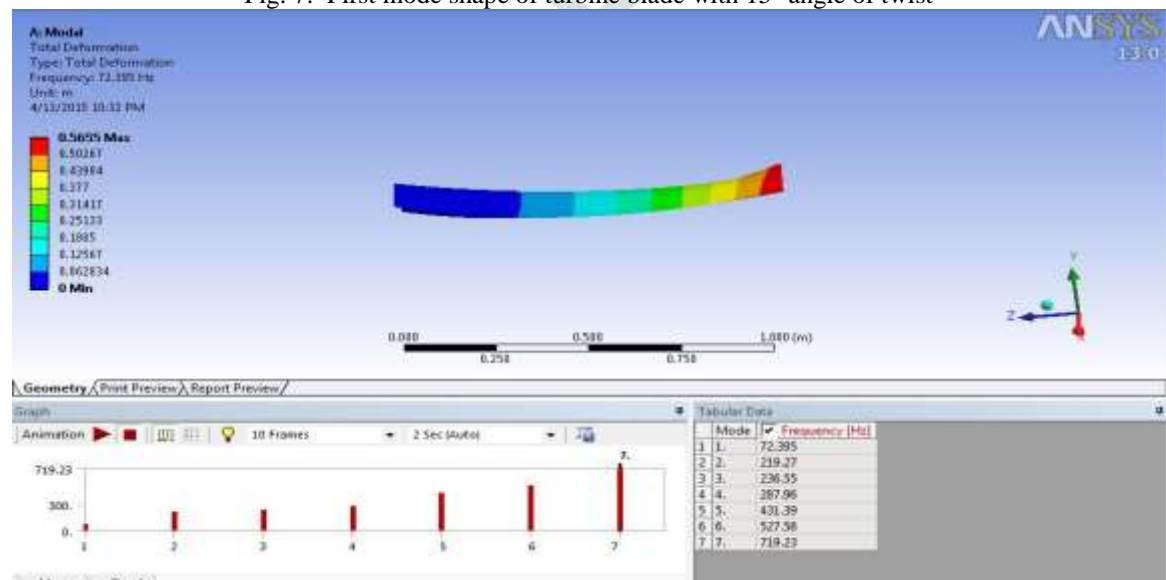 Fig. 7. First mode shape of turbine blade with 15° angle of twist
A: Modal
Total Deformation
Type: Total Deformation
Frequency: 72.395 Hz
Unit: m
4/13/2015 10:32 PM
0.5655 Max
0.50267
0.43984
0.377
0.31417
0.25133
0.1885
0.12567
0.062834
0 Min
ANSYS
13.0
Y
Z
0.000 0.500 1.000 (m)
0.250 0.750
Geometry Print Preview Report Preview
Graph
Animation 10 Frames 2 Sec (Auto)
7.
719.23
300.
0.
1 2 3 4 5 6 7
Tabular Data
Mode Frequency [Hz]
1 1. 72.395
2 2. 219.27
3 3. 236.55
4 4. 287.96
5 5. 431.39
6 6. 527.58
7 7. 719.23